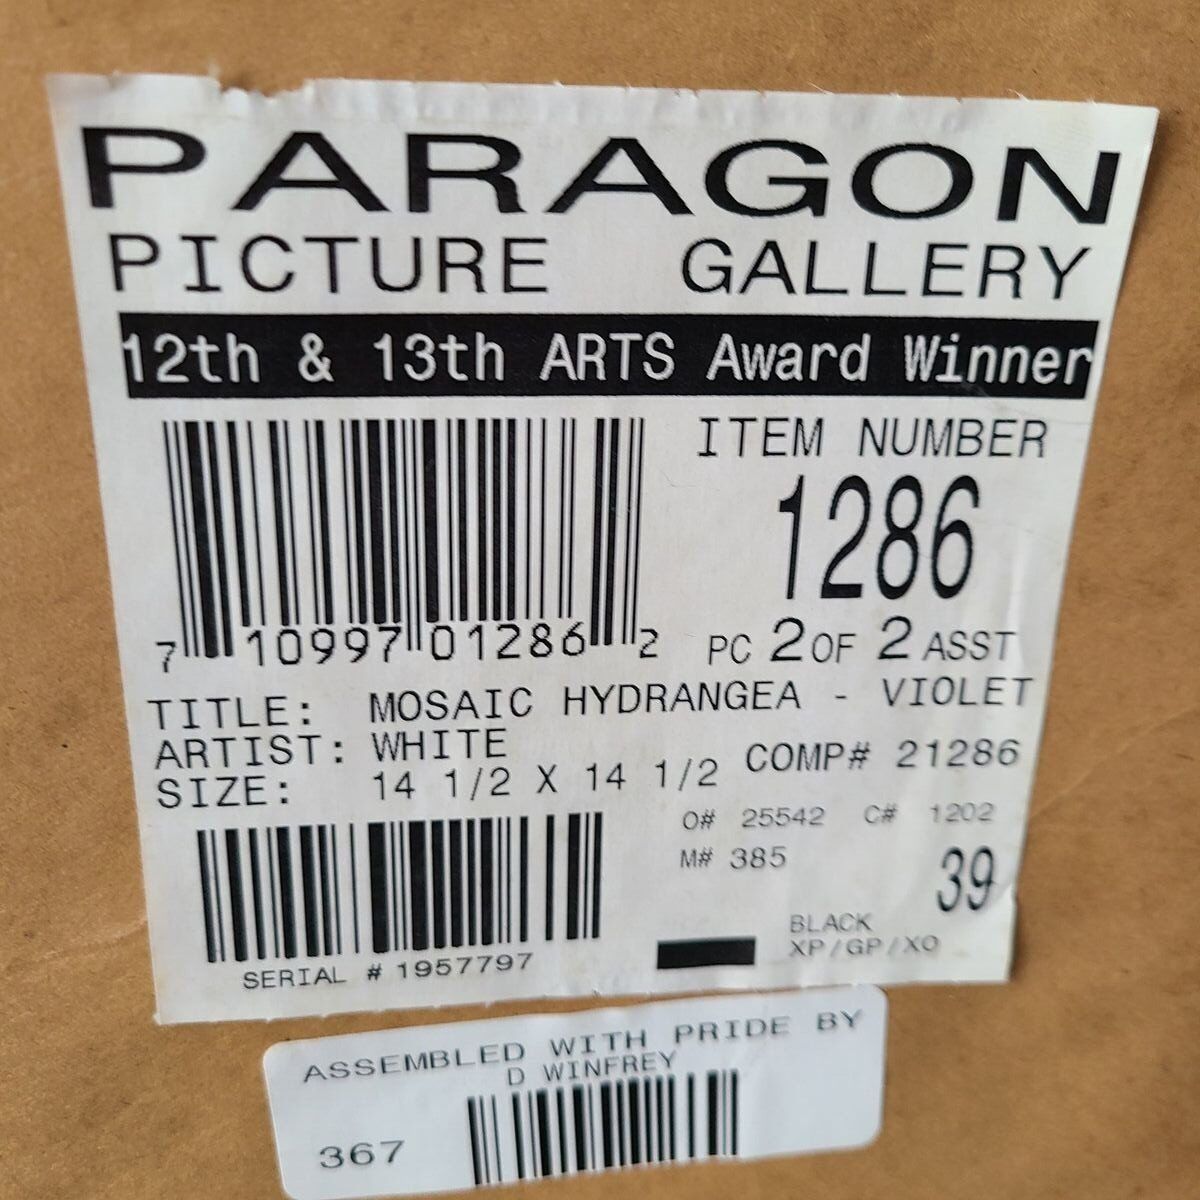 PARAGON
PICTURE GALLERY
12th & 13th ARTS Award Winner
ITEM NUMBER
1286
7 10997 01286 2
PC 2 OF 2 ASST
TITLE: MOSAIC HYDRANGEA - VIOLET
ARTIST: WHITE
SIZE: 14 1/2 X 14 1/2
COMP# 21286
O# 25542 C# 1202
M# 385
39
BLACK
XP/GP/XO
SERIAL # 1957797
ASSEMBLED WITH PRIDE BY
D WINFREY
367